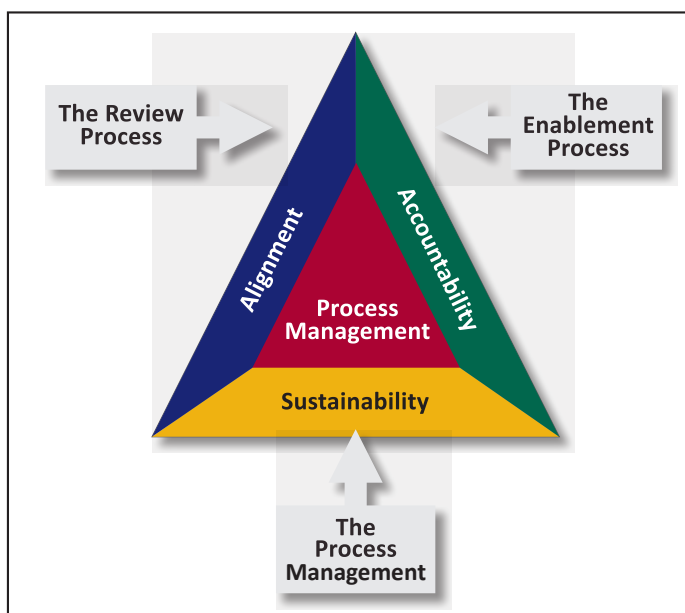 The Review
Process
The
Enablement
Process
Alignment
Accountability
Process
Management
Sustainability
The
Process
Management